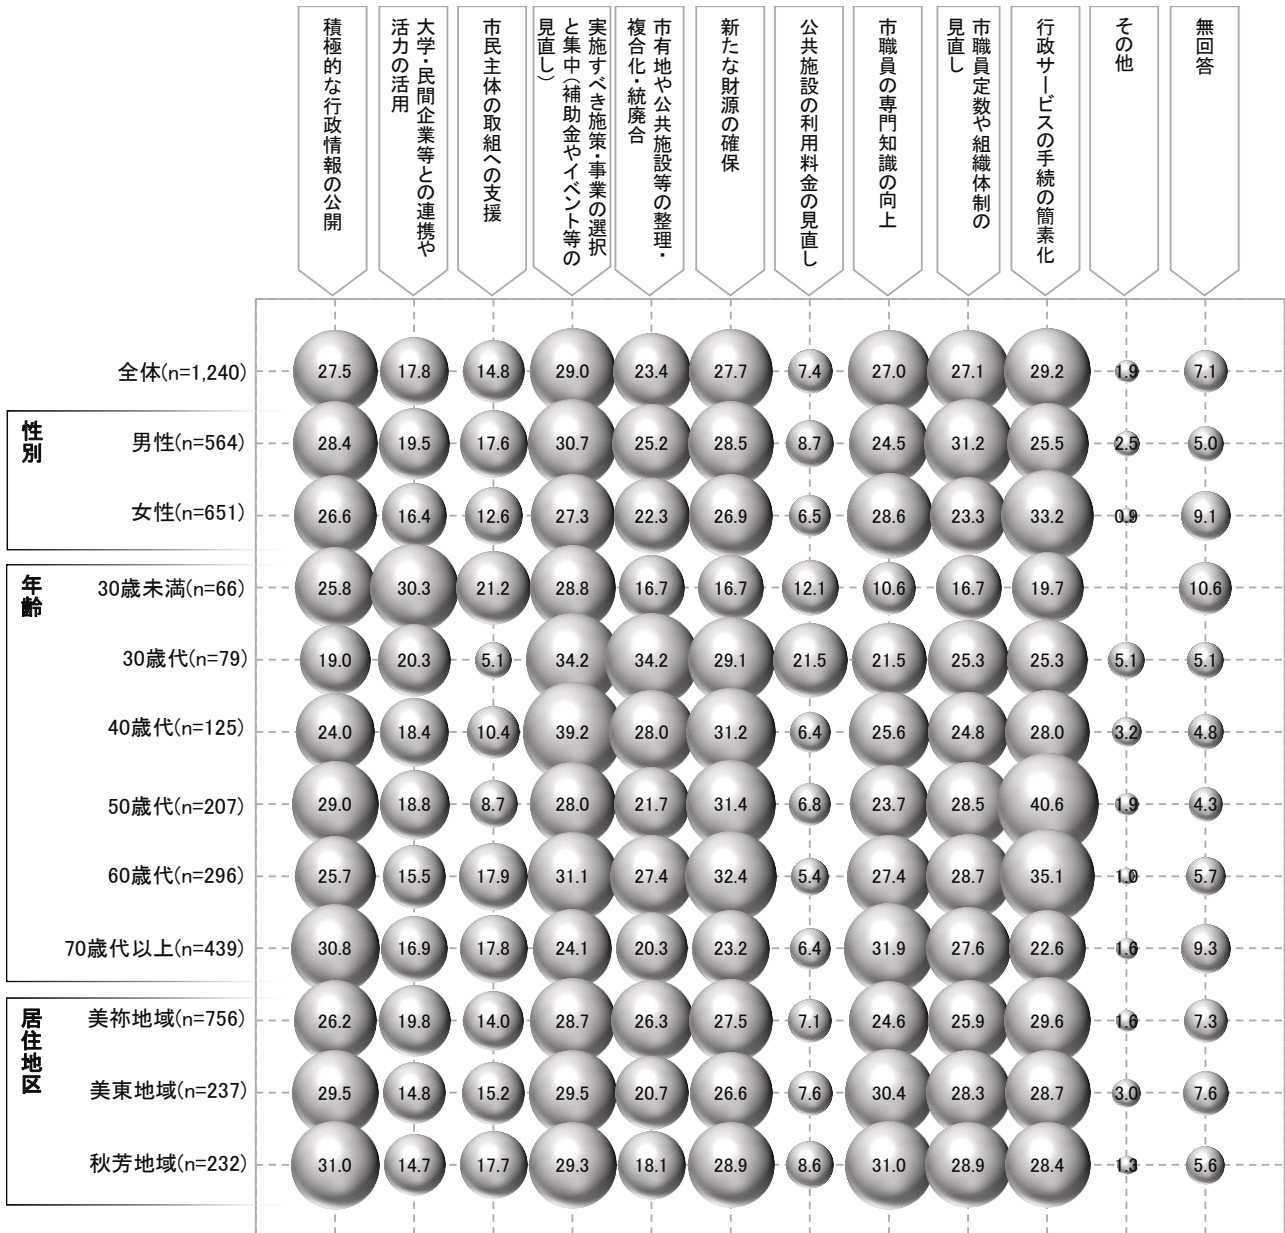 積極的な行政情報の公開
大学・民間企業等との連携や
活力の活用
市民主体の取組への支援
実施すべき施策・事業の選択
と集中(補助金やイベント等の
見直し)
市有地や公共施設等の整理・
複合化・統廃合
新たな財源の確保
公共施設の利用料金の見直し
市職員の専門知識の向上
市職員定数や組織体制の
見直し
行政サービスの手続の簡素化
その他
無回答
全体(n=1,240) 27.5 17.8 14.8 29.0 23.4 27.7 7.4 27.0 27.1 29.2 1.9 7.1
性別
男性(n=564) 28.4 19.5 17.6 30.7 25.2 28.5 8.7 24.5 31.2 25.5 2.5 5.0
女性(n=651) 26.6 16.4 12.6 27.3 22.3 26.9 6.5 28.6 23.3 33.2 0.9 9.1
年齢
30歳未満(n=66) 25.8 30.3 21.2 28.8 16.7 16.7 12.1 10.6 16.7 19.7 10.6
30歳代(n=79) 19.0 20.3 5.1 34.2 34.2 29.1 21.5 21.5 25.3 25.3 5.1 5.1
40歳代(n=125) 24.0 18.4 10.4 39.2 28.0 31.2 6.4 25.6 24.8 28.0 3.2 4.8
50歳代(n=207) 29.0 18.8 8.7 28.0 21.7 31.4 6.8 23.7 28.5 40.6 1.9 4.3
60歳代(n=296) 25.7 15.5 17.9 31.1 27.4 32.4 5.4 27.4 28.7 35.1 1.0 5.7
70歳代以上(n=439) 30.8 16.9 17.8 24.1 20.3 23.2 6.4 31.9 27.6 22.6 1.6 9.3
居住地区
美祢地域(n=756) 26.2 19.8 14.0 28.7 26.3 27.5 7.1 24.6 25.9 29.6 1.6 7.3
美東地域(n=237) 29.5 14.8 15.2 29.5 20.7 26.6 7.6 30.4 28.3 28.7 3.0 7.6
秋芳地域(n=232) 31.0 14.7 17.7 29.3 18.1 28.9 8.6 31.0 28.9 28.4 1.3 5.6